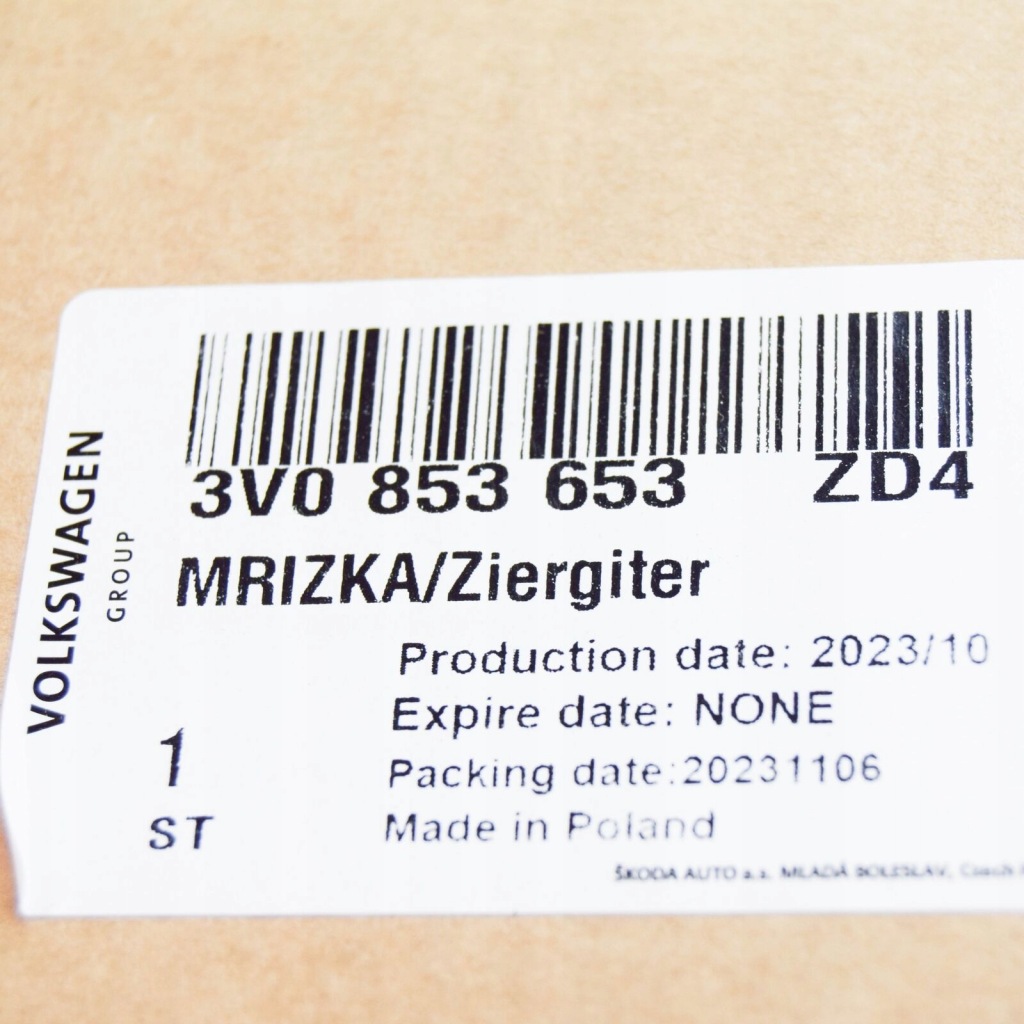 VOLKSWAGEN
GROUP
3V0 853 653 ZD4
MRIZKA/Ziergiter
Production date: 2023/10
Expire date: NONE
Packing date:20231106
Made in Poland
1
ST
ŠKODA AUTO a.s. MLADÁ BOLESLAV, Czech